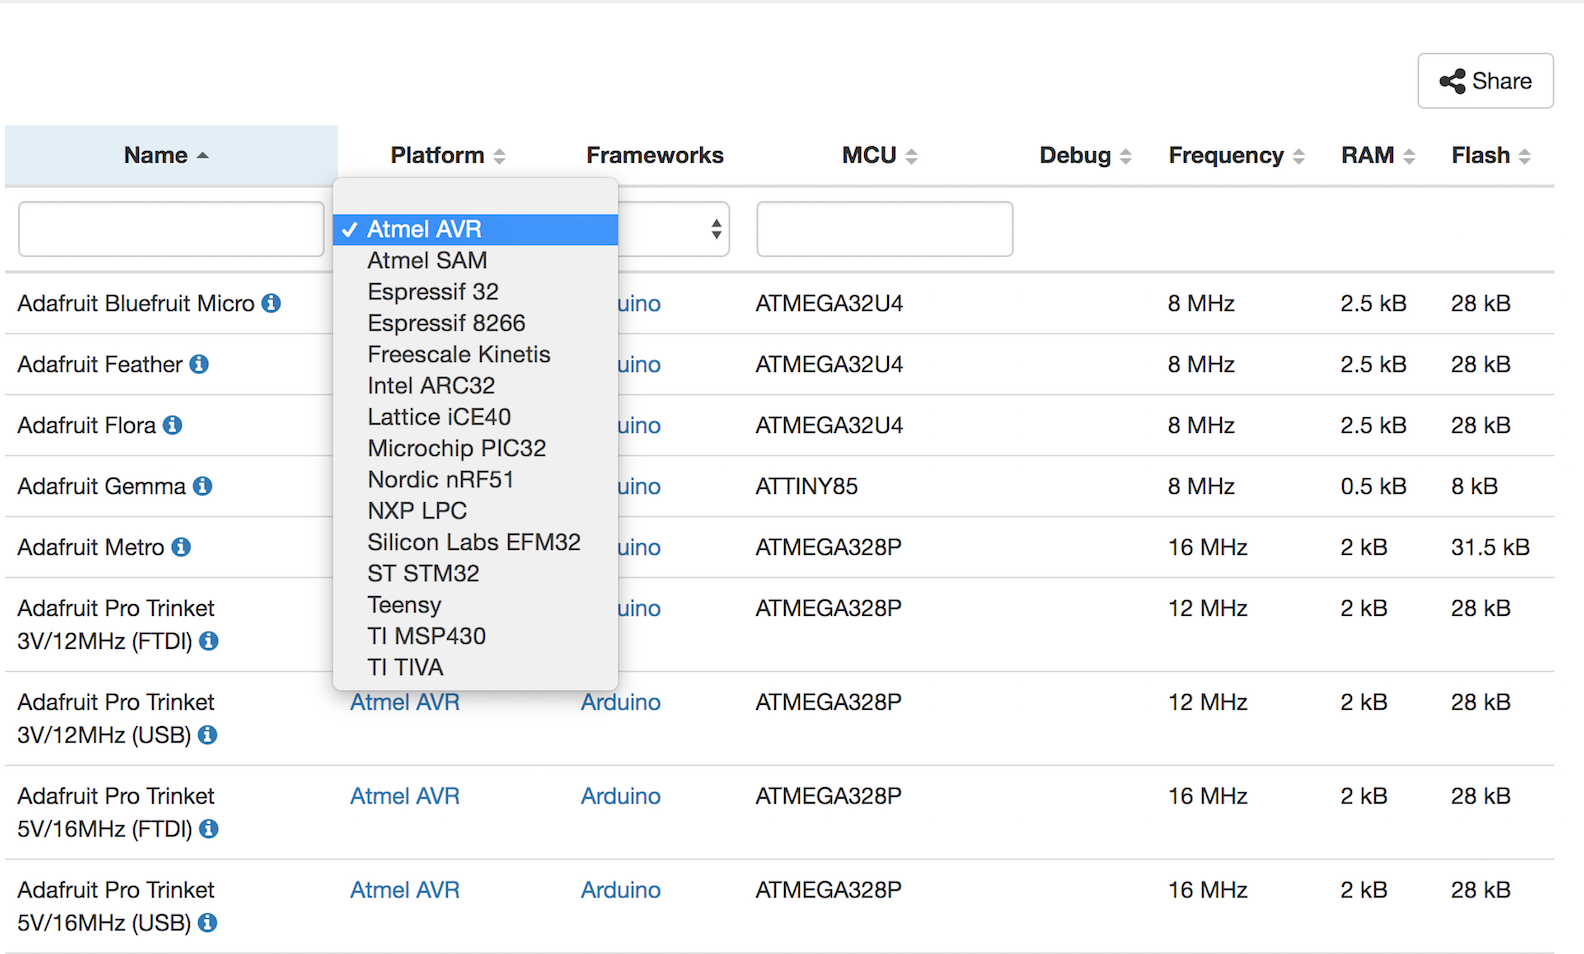 Share
Name Platform Frameworks MCU Debug Frequency RAM Flash
Atmel AVR
Atmel SAM
Espressif 32
Espressif 8266
Freescale Kinetis
Intel ARC32
Lattice iCE40
Microchip PIC32
Nordic nRF51
NXP LPC
Silicon Labs EFM32
ST STM32
Teensy
TI MSP430
TI TIVA
Adafruit Bluefruit Micro uino ATMEGA32U4 8 MHz 2.5 kB 28 kB
Adafruit Feather uino ATMEGA32U4 8 MHz 2.5 kB 28 kB
Adafruit Flora uino ATMEGA32U4 8 MHz 2.5 kB 28 kB
Adafruit Gemma uino ATTINY85 8 MHz 0.5 kB 8 kB
Adafruit Metro uino ATMEGA328P 16 MHz 2 kB 31.5 kB
Adafruit Pro Trinket uino ATMEGA328P 12 MHz 2 kB 28 kB
3V/12MHz (FTDI)
Adafruit Pro Trinket Atmel AVR Arduino ATMEGA328P 12 MHz 2 kB 28 kB
3V/12MHz (USB)
Adafruit Pro Trinket Atmel AVR Arduino ATMEGA328P 16 MHz 2 kB 28 kB
5V/16MHz (FTDI)
Adafruit Pro Trinket Atmel AVR Arduino ATMEGA328P 16 MHz 2 kB 28 kB
5V/16MHz (USB)